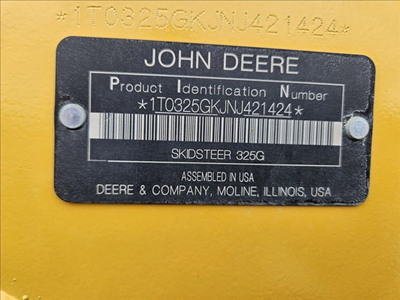 *1T0325GKJNJ421424*
JOHN DEERE
Product Identification Number
*1T0325GKJNJ421424*
SKIDSTEER 325G
ASSEMBLED IN USA
DEERE & COMPANY, MOLINE, ILLINOIS, USA